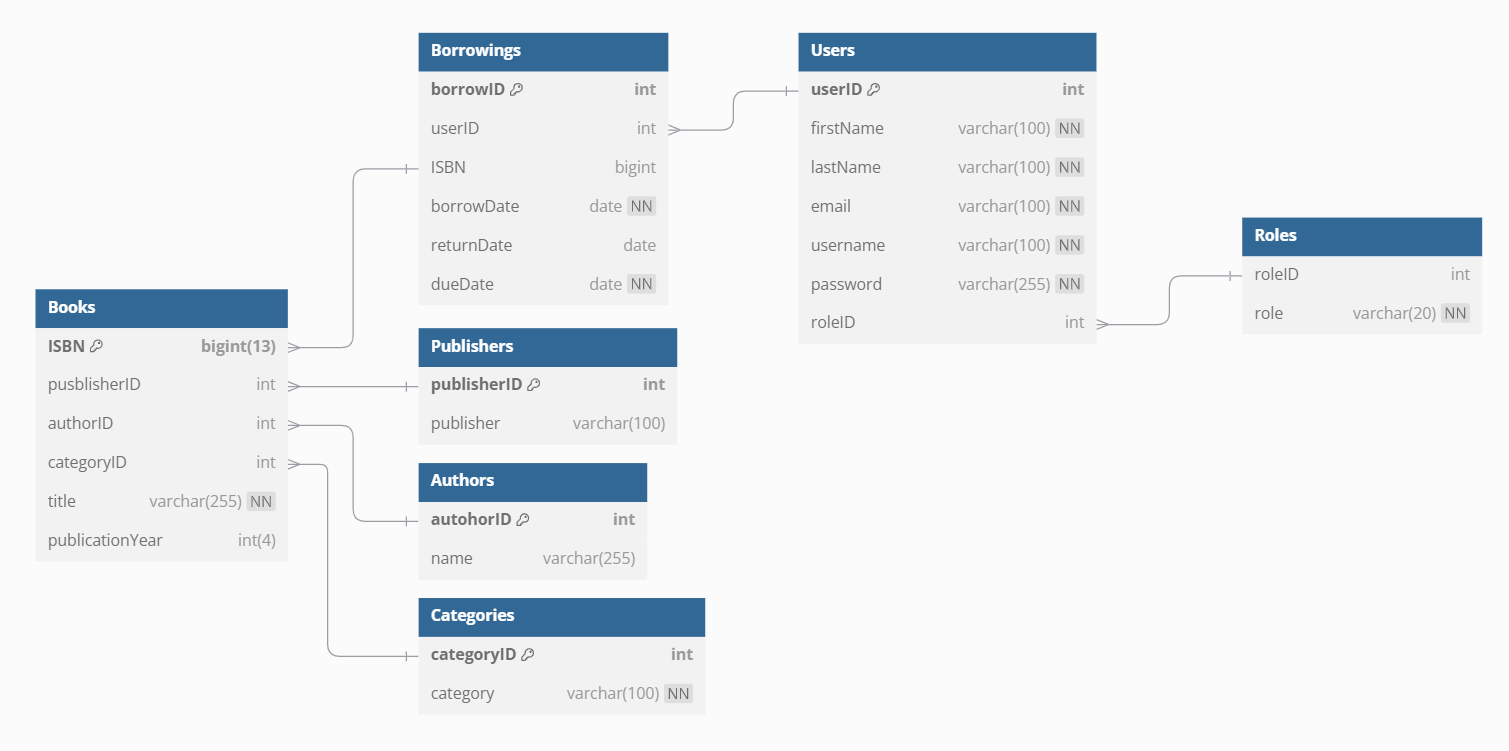 Borrowings
borrowID int
userID int
ISBN bigint
borrowDate date NN
returnDate date
dueDate date NN
Users
userID int
firstName varchar(100) NN
lastName varchar(100) NN
email varchar(100) NN
username varchar(100) NN
password varchar(255) NN
roleID int
Roles
roleID int
role varchar(20) NN
Books
ISBN bigint(13)
pusblisherID int
authorID int
categoryID int
title varchar(255) NN
publicationYear int(4)
Publishers
publisherID int
publisher varchar(100)
Authors
autohorID int
name varchar(255)
Categories
categoryID int
category varchar(100) NN